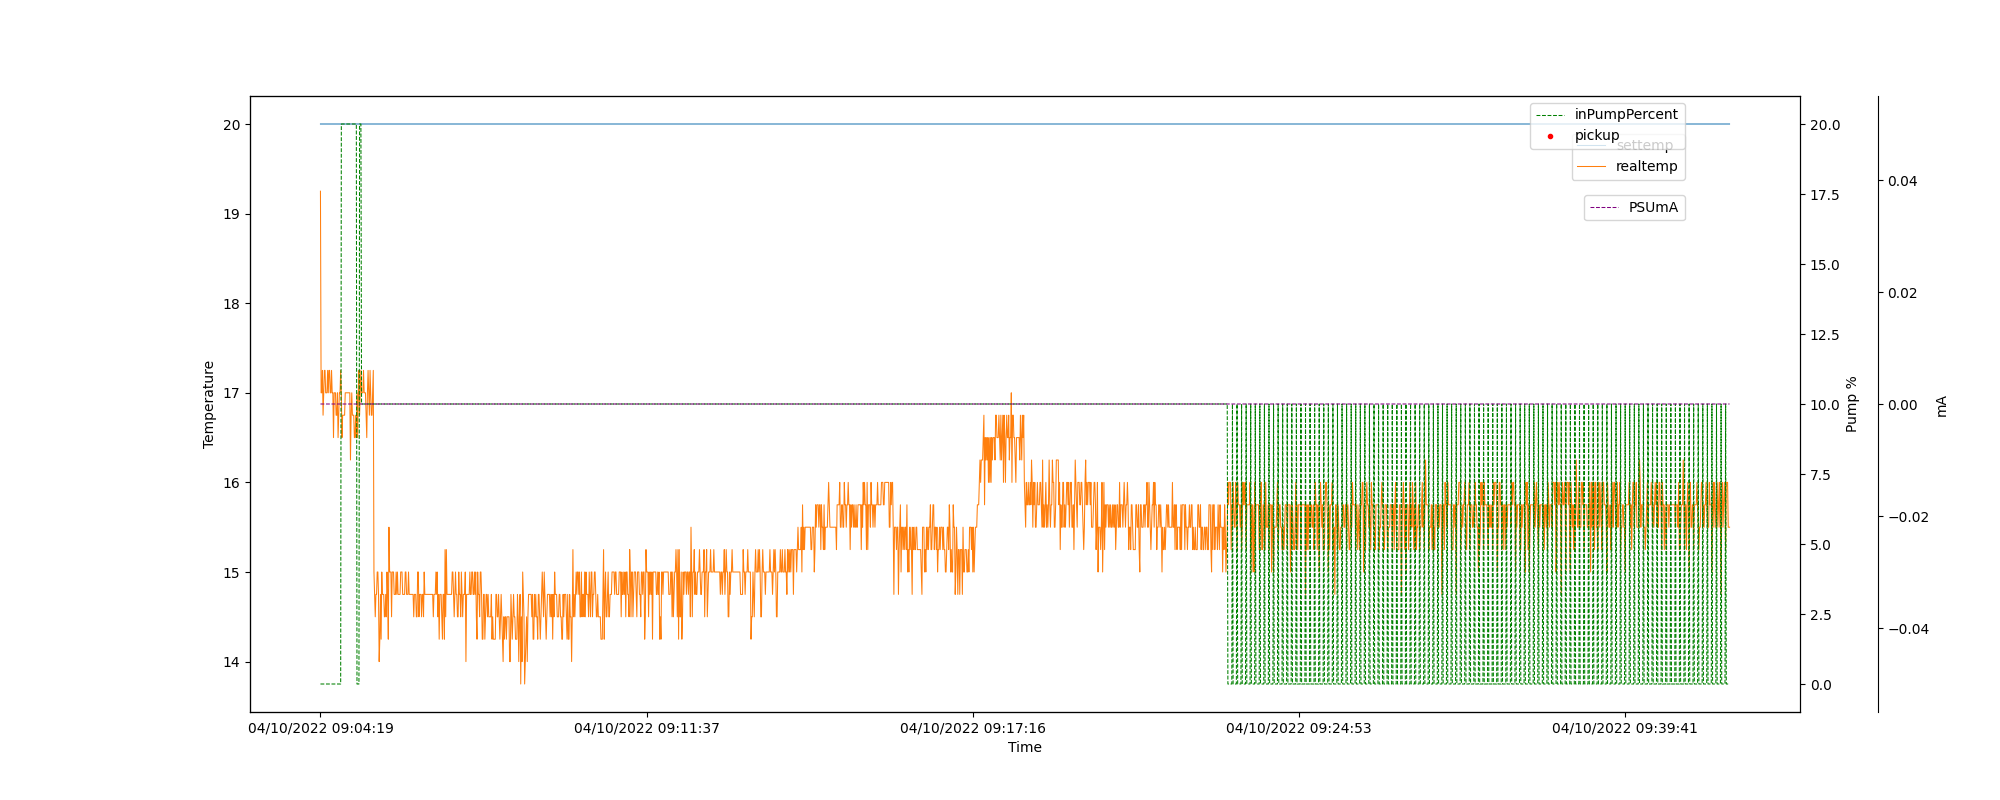 inPumpPercent
pickup
settemp
realtemp
PSUmA
20
19
18
17
16
15
14
Temperature
20.0
17.5
15.0
12.5
10.0
7.5
5.0
2.5
0.0
Pump %
0.04
0.02
0.00
−0.02
−0.04
mA
04/10/2022 09:04:19
04/10/2022 09:11:37
04/10/2022 09:17:16
04/10/2022 09:24:53
04/10/2022 09:39:41
Time